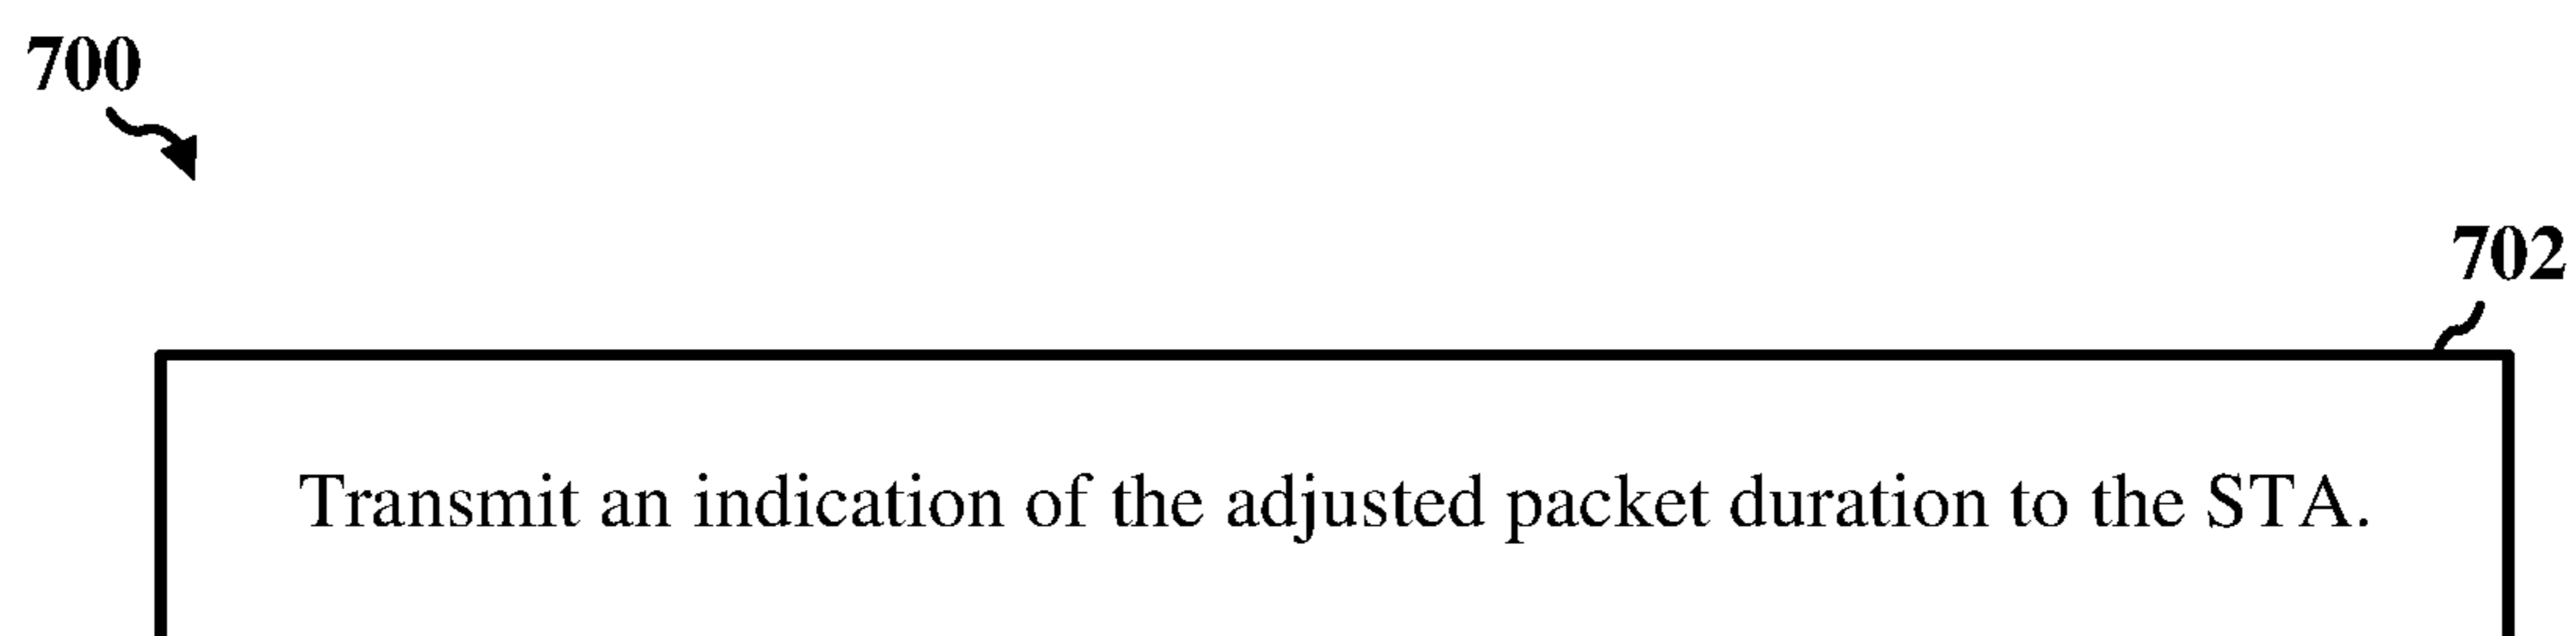 700
702
Transmit an indication of the adjusted packet duration to the STA.